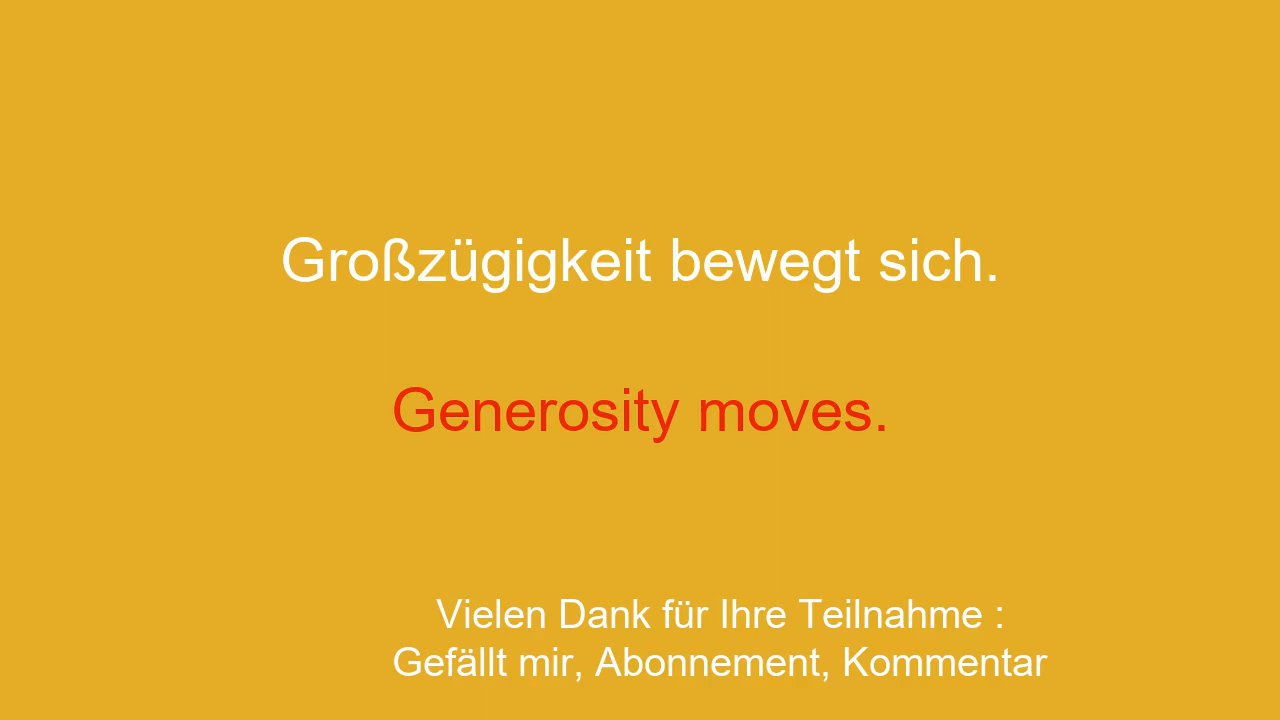 Großzügigkeit bewegt sich.
Generosity moves.
Vielen Dank für Ihre Teilnahme :
Gefällt mir, Abonnement, Kommentar